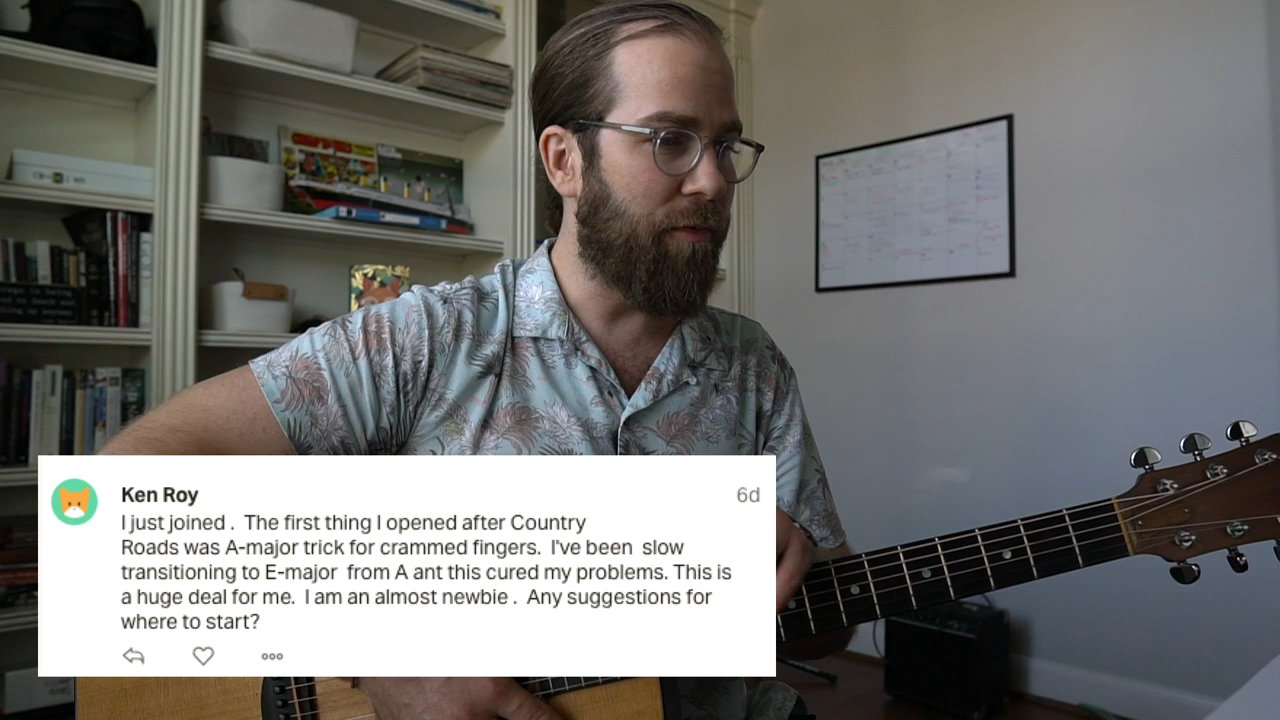 Ken Roy
6d
I just joined .  The first thing I opened after Country
Roads was A-major trick for crammed fingers.  I've been  slow
transitioning to E-major  from A ant this cured my problems. This is
a huge deal for me.  I am an almost newbie .  Any suggestions for
where to start?